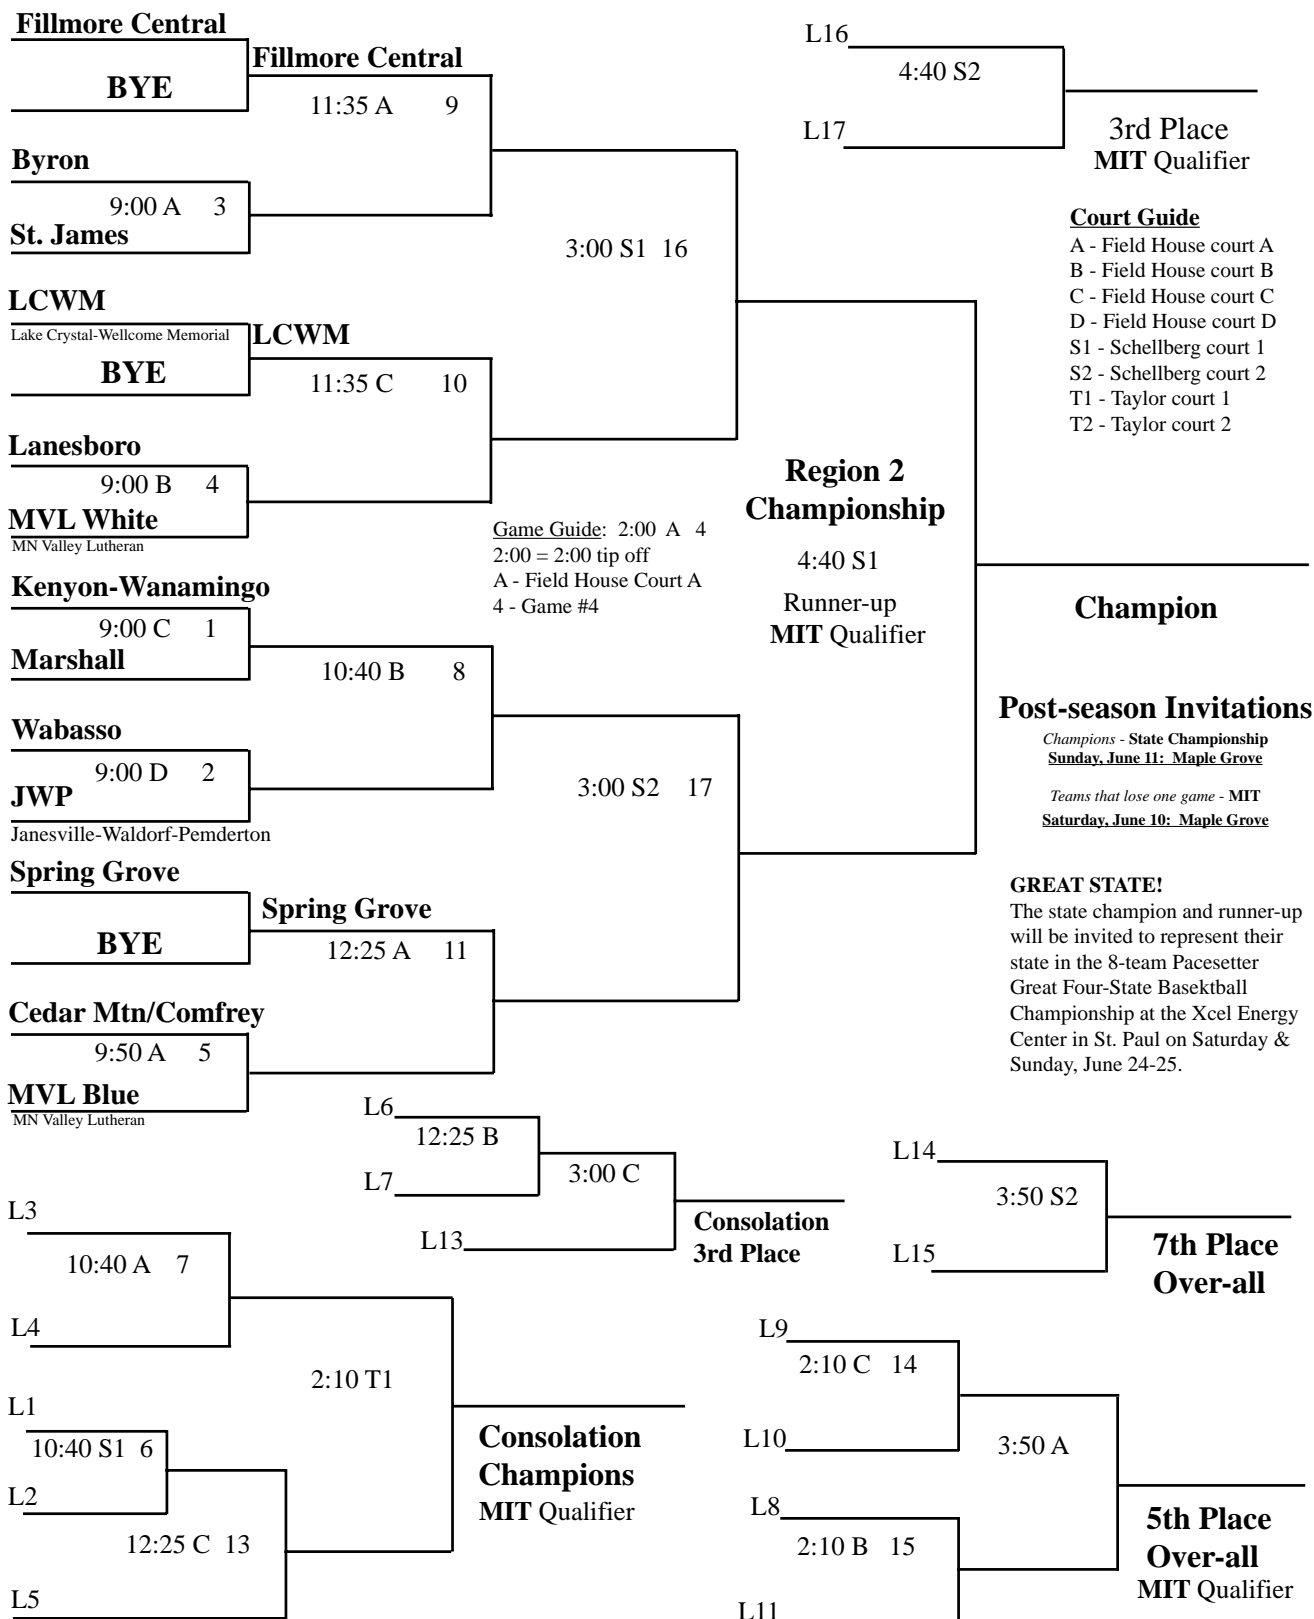 Fillmore Central
BYE
Fillmore Central
11:35 A 9
Byron
9:00 A 3
St. James
3:00 S1 16
LCWM
Lake Crystal-Wellcome Memorial
BYE
LCWM
11:35 C 10
Lanesboro
9:00 B 4
MVL White
MN Valley Lutheran
Game Guide: 2:00 A 4
2:00 = 2:00 tip off
A - Field House Court A
4 - Game #4
Kenyon-Wanamingo
9:00 C 1
Marshall
10:40 B 8
Wabasso
9:00 D 2
JWP
Janesville-Waldorf-Pemderton
3:00 S2 17
Spring Grove
BYE
Spring Grove
12:25 A 11
Cedar Mtn/Comfrey
9:50 A 5
MVL Blue
MN Valley Lutheran
Region 2
Championship
4:40 S1
Runner-up
MIT Qualifier
Champion
L16
4:40 S2
L17
3rd Place
MIT Qualifier
Court Guide
A - Field House court A
B - Field House court B
C - Field House court C
D - Field House court D
S1 - Schellberg court 1
S2 - Schellberg court 2
T1 - Taylor court 1
T2 - Taylor court 2
Post-season Invitations
Champions - State Championship
Sunday, June 11: Maple Grove
Teams that lose one game - MIT
Saturday, June 10: Maple Grove
GREAT STATE!
The state champion and runner-up
will be invited to represent their
state in the 8-team Pacesetter
Great Four-State Basektball
Championship at the Xcel Energy
Center in St. Paul on Saturday &
Sunday, June 24-25.
L6
12:25 B
L7
3:00 C
L13
Consolation
3rd Place
L14
3:50 S2
L15
7th Place
Over-all
L3
10:40 A 7
L4
2:10 T1
L1
10:40 S1 6
L2
12:25 C 13
L5
Consolation
Champions
MIT Qualifier
L9
2:10 C 14
L10
3:50 A
L8
2:10 B 15
L11
5th Place
Over-all
MIT Qualifier